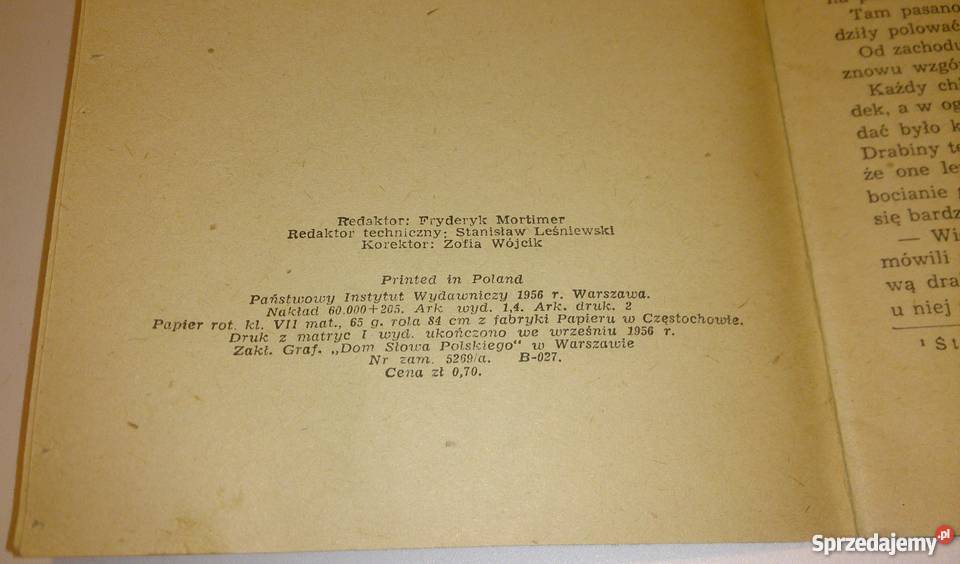 Redaktor: Fryderyk Mortimer
Redaktor techniczny: Stanisław Leśniewski
Korektor: Zofia Wójcik
Printed in Poland
Państwowy Instytut Wydawniczy 1956 r. Warszawa.
Nakład 60.000+205. Ark wyd. 1,4. Ark. druk. 2
Papier rot. kl. VII mat., 65 g. rola 84 cm z fabryki Papieru w Częstochowie.
Druk z matryc I wyd. ukończono we wrześniu 1956 r.
Zakł. Graf. „Dom Słowa Polskiego" w Warszawie
Nr zam. 5269/a. B-027.
Cena zł 0,70.
Tam pasano
dziły polować
Od zachodu
znowu wzgó
Każdy ch
dek, a w og
dać było k
Drabiny te
że one le
bocianie
się bardz
— Wi
mówili
wą dra
u niej
Sprzedajemy.pl